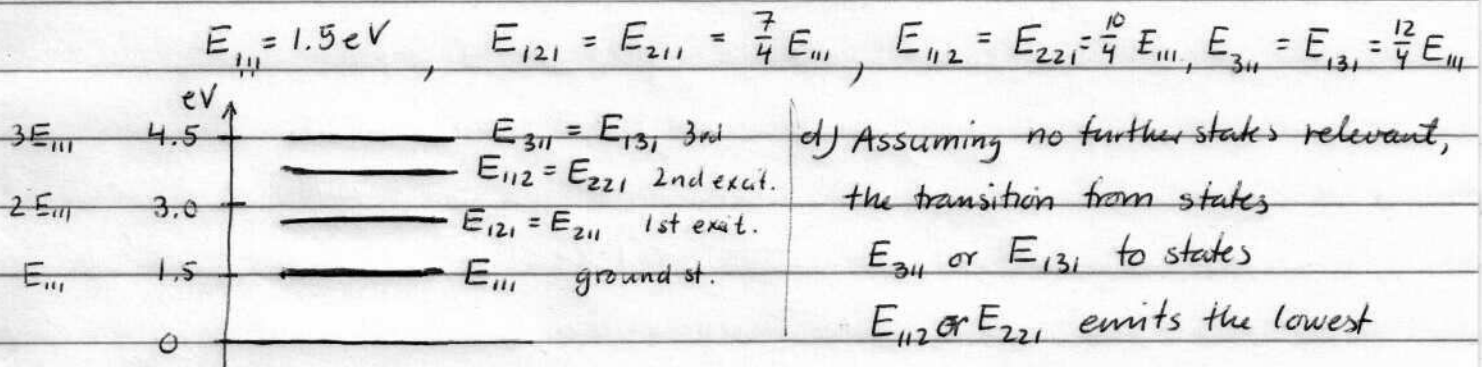 E₁₁₁ = 1.5 eV , E₁₂₁ = E₂₁₁ = 7/4 E₁₁₁ , E₁₁₂ = E₂₂₁ = 10/4 E₁₁₁, E₃₁₁ = E₁₃₁ = 12/4 E₁₁₁
eV
3E₁₁₁ 4.5 E₃₁₁ = E₁₃₁ 3rd
E₁₁₂ = E₂₂₁ 2nd excit.
2E₁₁₁ 3.0
E₁₂₁ = E₂₁₁ 1st exit.
E₁₁₁ 1.5 E₁₁₁ ground st.
0
d) Assuming no further states relevant,
the transition from states
E₃₁₁ or E₁₃₁ to states
E₁₁₂ or E₂₂₁ emits the lowest